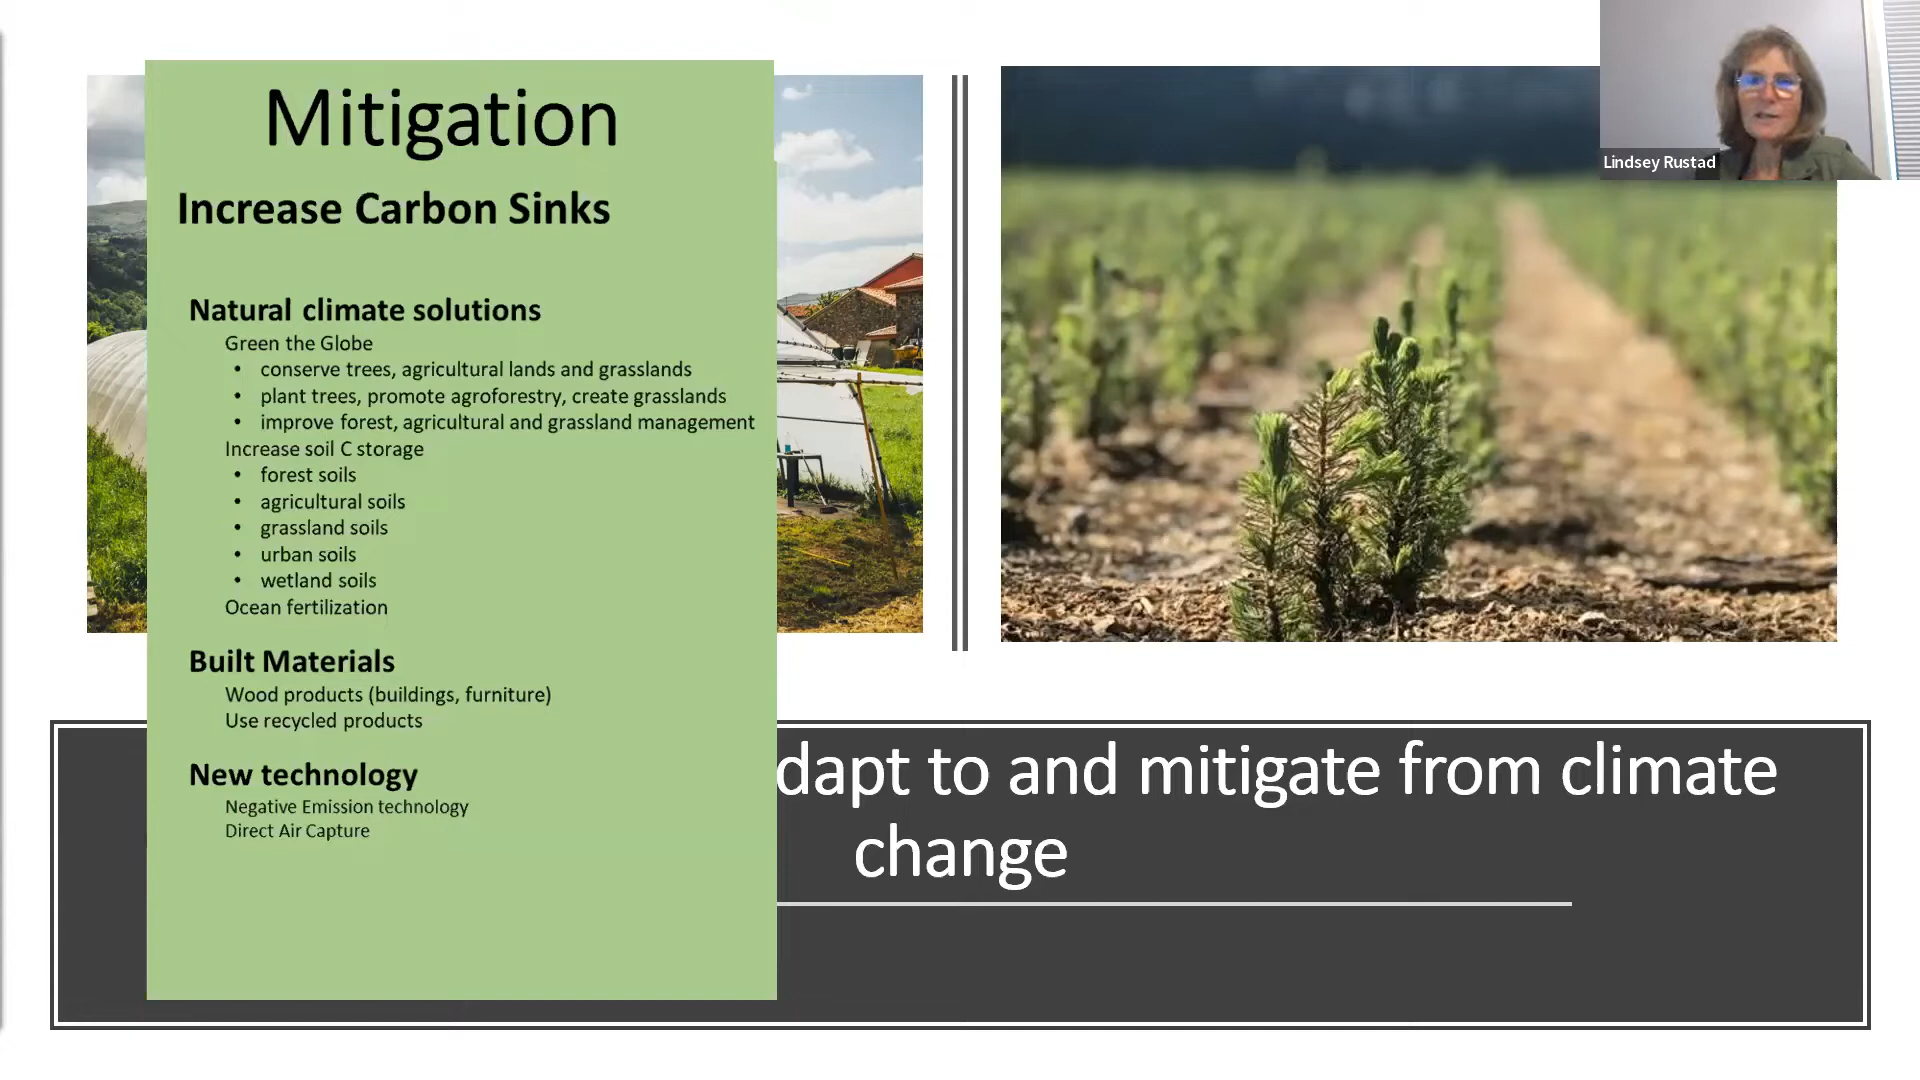 Mitigation
Increase Carbon Sinks
Natural climate solutions
Green the Globe
• conserve trees, agricultural lands and grasslands
• plant trees, promote agroforestry, create grasslands
• improve forest, agricultural and grassland management
Increase soil C storage
• forest soils
• agricultural soils
• grassland soils
• urban soils
• wetland soils
Ocean fertilization
Built Materials
Wood products (buildings, furniture)
Use recycled products
New technology
Negative Emission technology
Direct Air Capture
Lindsey Rustad
dapt to and mitigate from climate
change